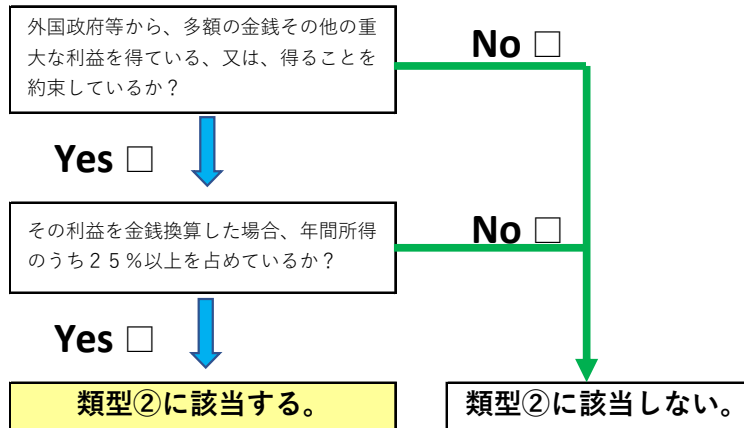 外国政府等から、多額の金銭その他の重
大な利益を得ている、又は、得ることを
約束しているか？
No □
Yes □
その利益を金銭換算した場合、年間所得
のうち２５％以上を占めているか？
No □
Yes □
類型②に該当する。
類型②に該当しない。